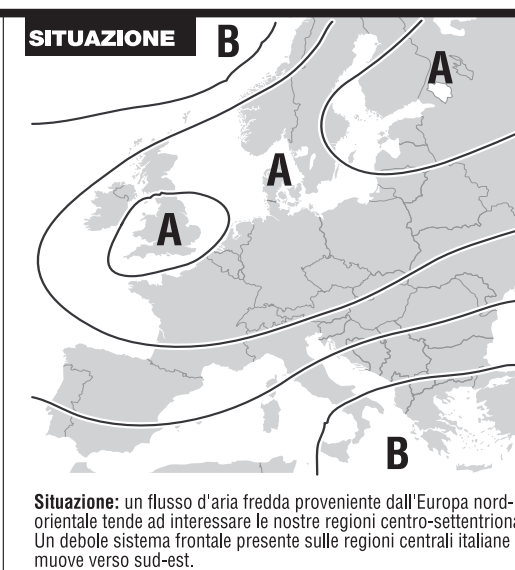 SITUAZIONE
B
A
A
A
B
Situazione: un flusso d'aria fredda proveniente dall'Europa nord-
orientale tende ad interessare le nostre regioni centro-settentriona
Un debole sistema frontale presente sulle regioni centrali italiane
muove verso sud-est.